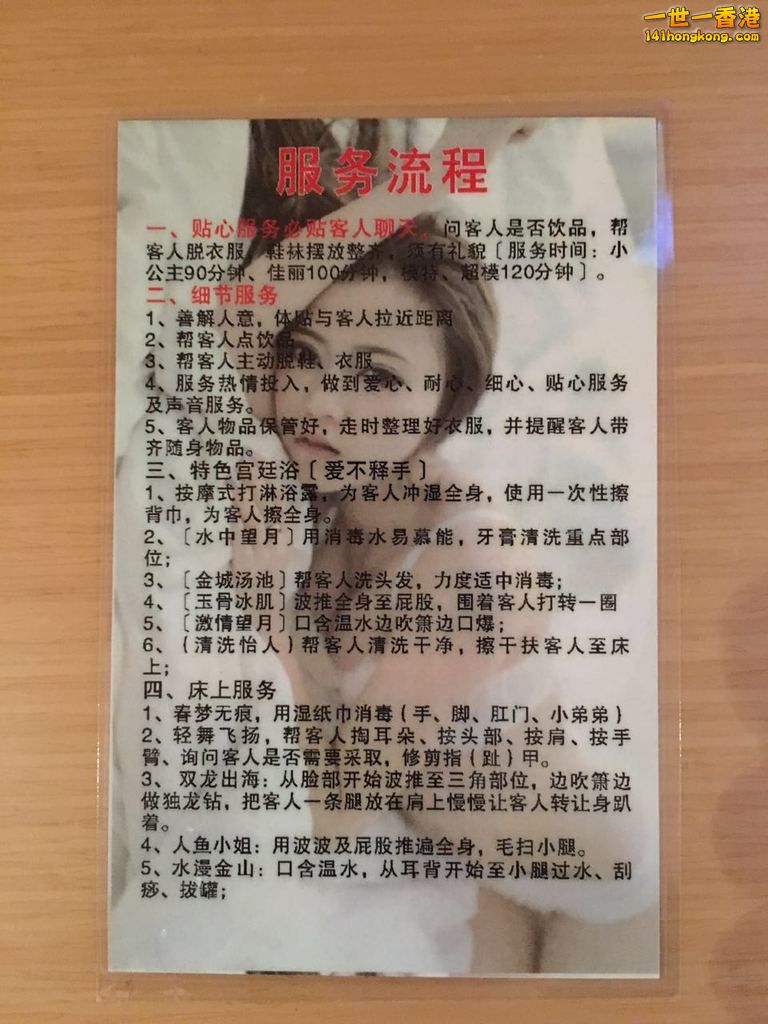 一世一香港
141hongkong.com
服务流程
一、贴心服务必贴客人聊天，问客人是否饮品，帮
客人脱衣服，鞋袜摆放整齐，须有礼貌〔服务时间：小
公主90分钟、佳丽100分钟，模特、超模120分钟〕。
二、细节服务
1、善解人意，体贴与客人拉近距离
2、帮客人点饮品
3、帮客人主动脱鞋、衣服
4、服务热情投入，做到爱心、耐心、细心、贴心服务
及声音服务。
5、客人物品保管好，走时整理好衣服，并提醒客人带
齐随身物品。
三、特色宫廷浴〔爱不释手〕
1、按摩式打淋浴露，为客人冲湿全身，使用一次性擦
背巾，为客人擦全身。
2、〔水中望月〕用消毒水易慕能，牙膏清洗重点部
位；
3、〔金城汤池〕帮客人洗头发，力度适中消毒；
4、〔玉骨冰肌〕波推全身至屁股，围着客人打转一圈
5、〔激情望月〕口含温水边吹箫边口爆；
6、（清洗怡人）帮客人清洗干净，擦干扶客人至床
上；
四、床上服务
1、春梦无痕，用湿纸巾消毒（手、脚、肛门、小弟弟）
2、轻舞飞扬，帮客人掏耳朵、按头部、按肩、按手
臂、询问客人是否需要采取，修剪指（趾）甲。
3、双龙出海：从脸部开始波推至三角部位，边吹箫边
做独龙钻，把客人一条腿放在肩上慢慢让客人转让身趴
着。
4、人鱼小姐：用波波及屁股推遍全身，毛扫小腿。
5、水漫金山：口含温水，从耳背开始至小腿过水、刮
痧、拔罐；